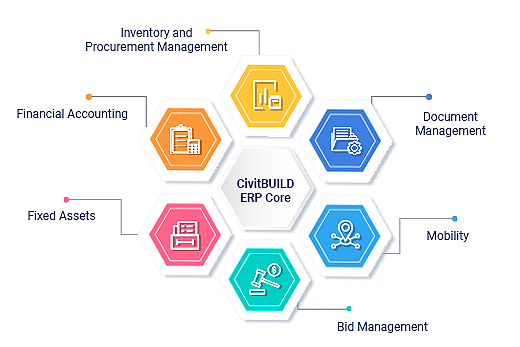 Inventory and
Procurement Management
Financial Accounting
Document
Management
CivitBUILD
ERP Core
Fixed Assets
Mobility
Bid Management